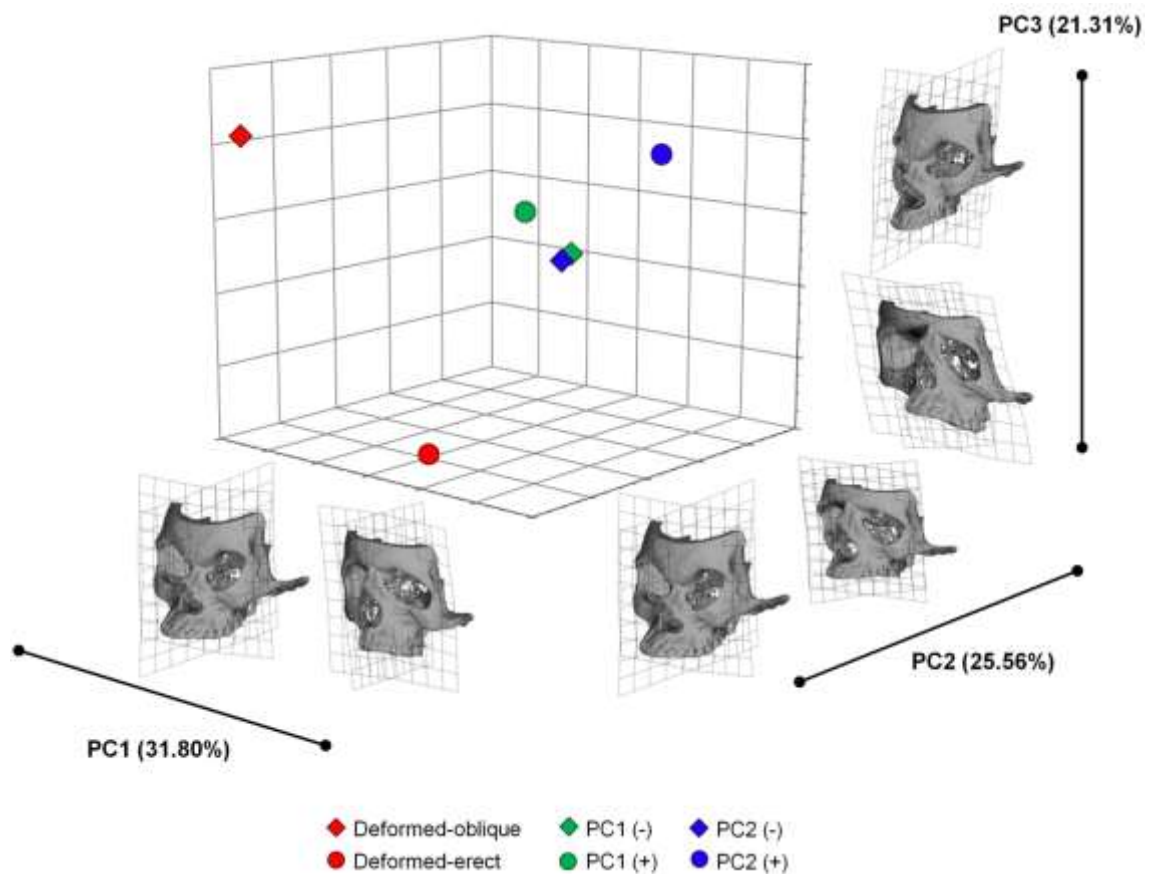 PC3 (21.31%)
PC2 (25.56%)
PC1 (31.80%)
Deformed-oblique PC1 (-) PC2 (-)
Deformed-erect PC1 (+) PC2 (+)